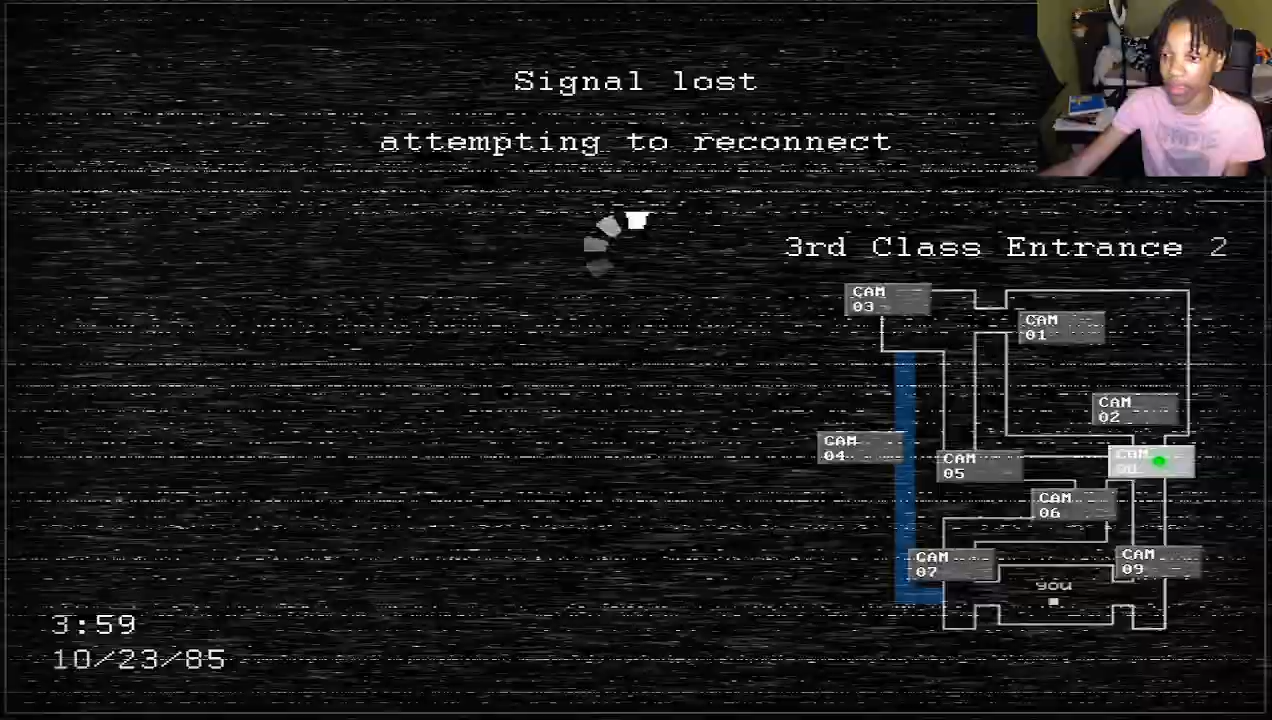 Signal lost
attempting to reconnect
3rd Class Entrance 2
CAM
03
CAM
01
CAM
02
CAM
04
CAM
05
CAM
CAM
06
CAM
07
CAM
09
you
3:59
10/23/85